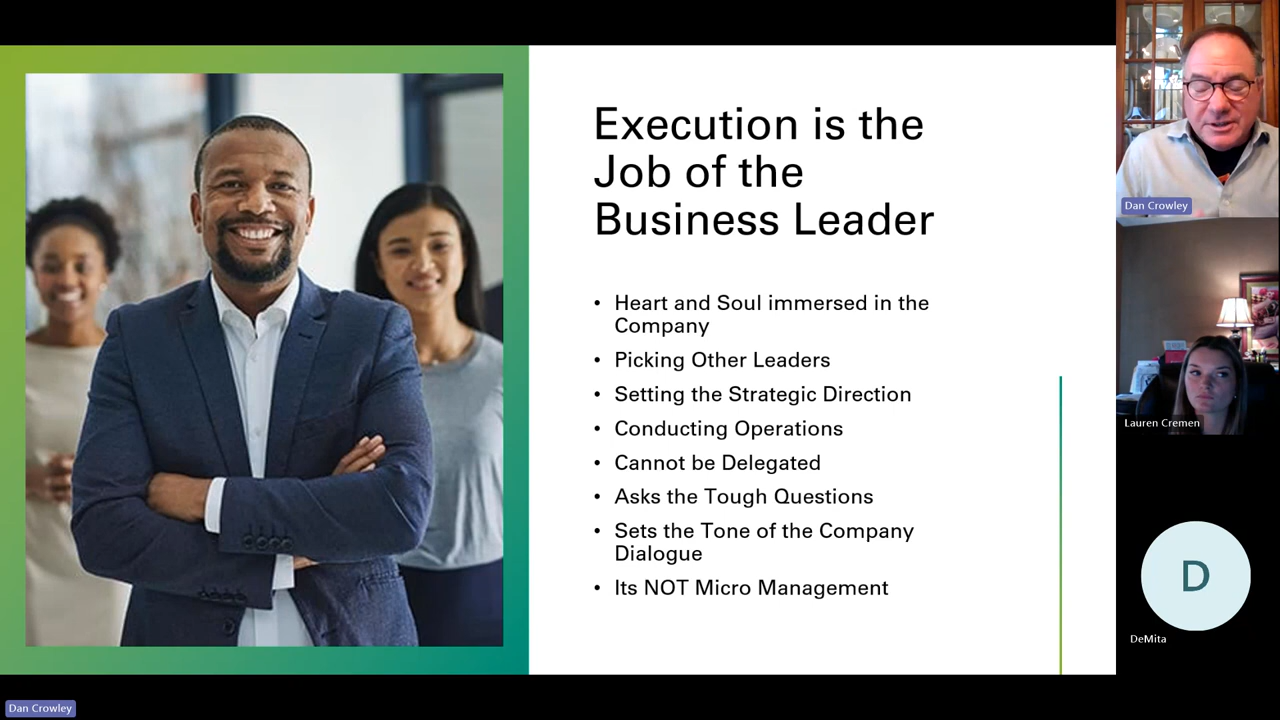 Execution is the
Job of the
Business Leader
• Heart and Soul immersed in the
Company
• Picking Other Leaders
• Setting the Strategic Direction
• Conducting Operations
• Cannot be Delegated
• Asks the Tough Questions
• Sets the Tone of the Company
Dialogue
• Its NOT Micro Management
Dan Crowley
Lauren Cremen
D
DeMita
Dan Crowley